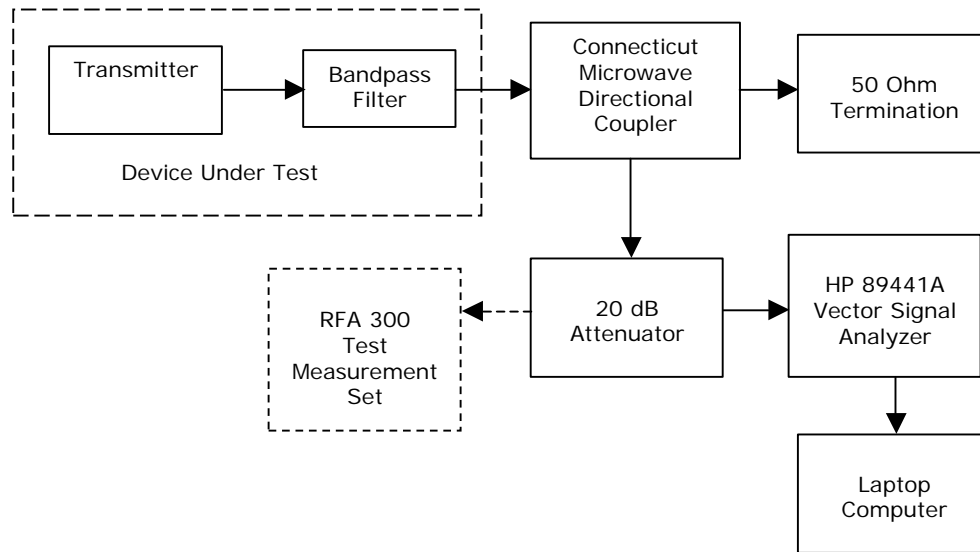 Transmitter
Bandpass
Filter
Device Under Test
Connecticut
Microwave
Directional
Coupler
50 Ohm
Termination
RFA 300
Test
Measurement
Set
20 dB
Attenuator
HP 89441A
Vector Signal
Analyzer
Laptop
Computer